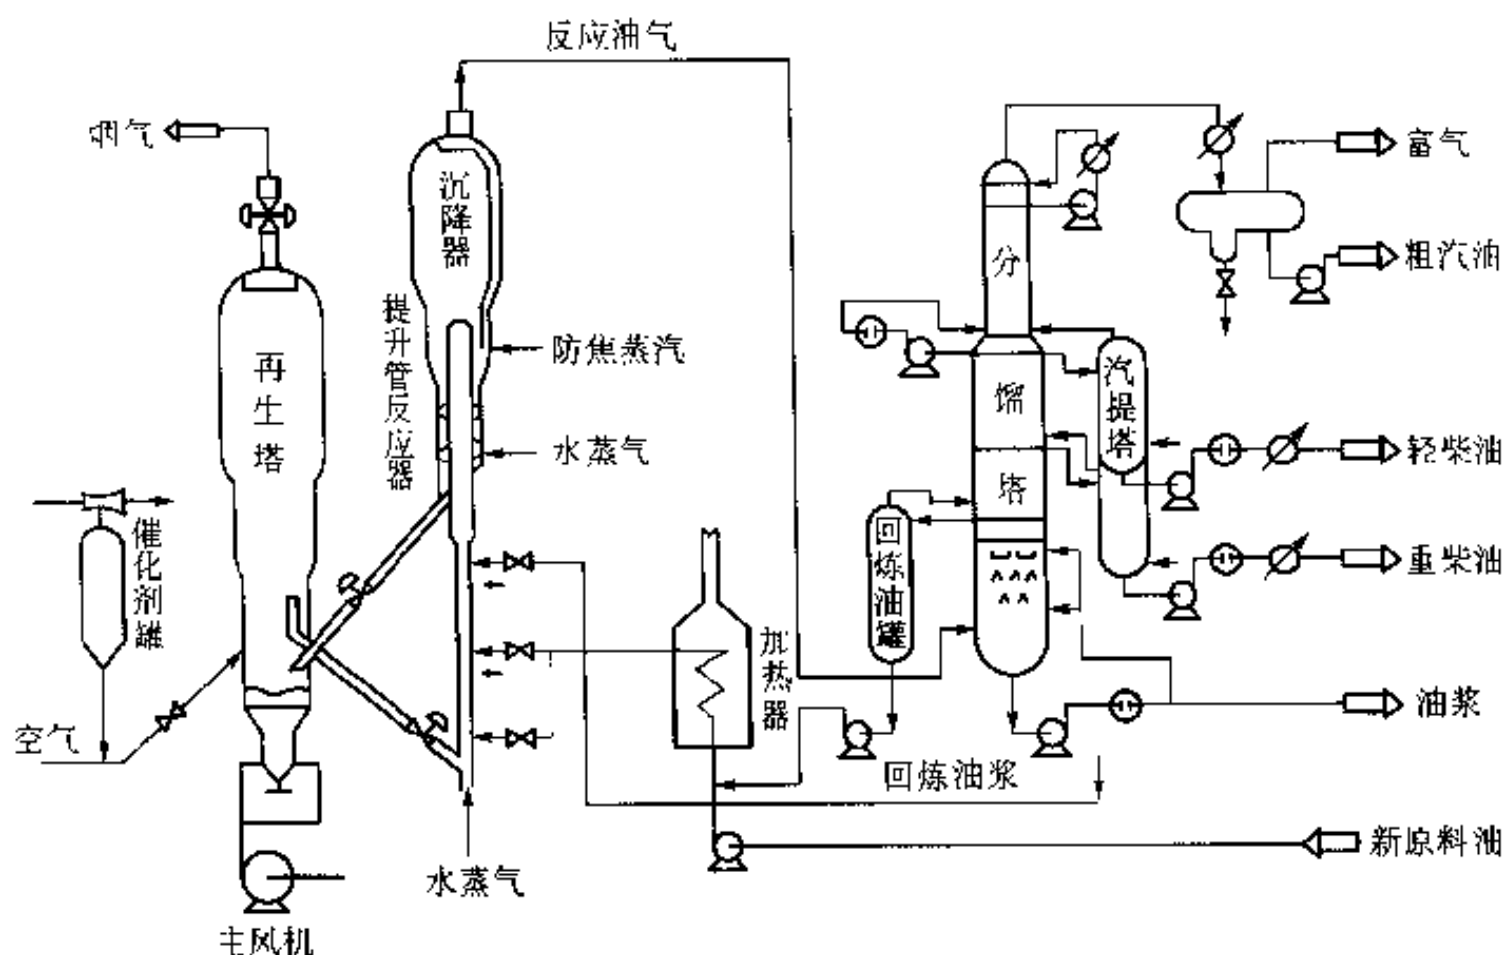 反应油气
烟气
富气
沉降器
粗汽油
分
馏
塔
提升管反应器
防焦蒸汽
再生塔
汽提塔
水蒸气
轻柴油
催化剂罐
回炼油罐
重柴油
加热器
空气
油浆
回炼油浆
新原料油
水蒸气
主风机